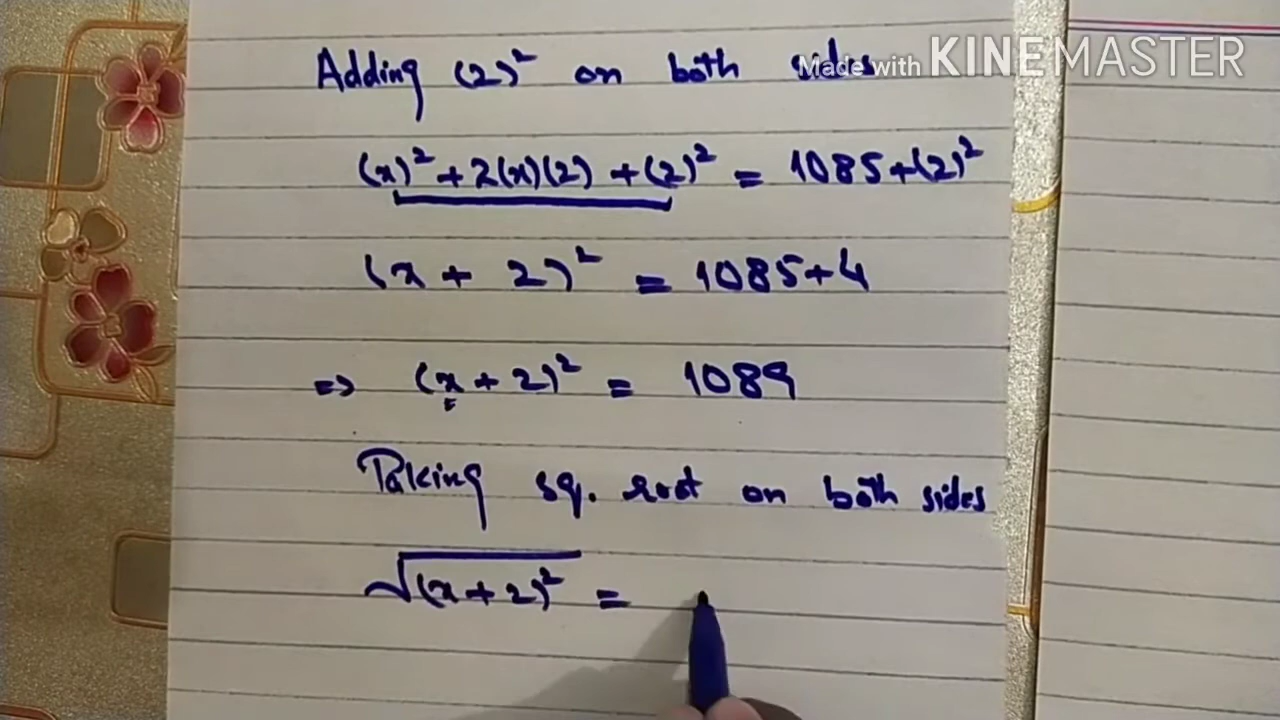 Adding (2)² on both sides
Made with KINEMASTER
(x)² + 2(x)(2) + (2)² = 1085+(2)²
(x + 2)² = 1085+4
=> (x + 2)² = 1089
Taking sq. root on both sides
√(x+2)² =